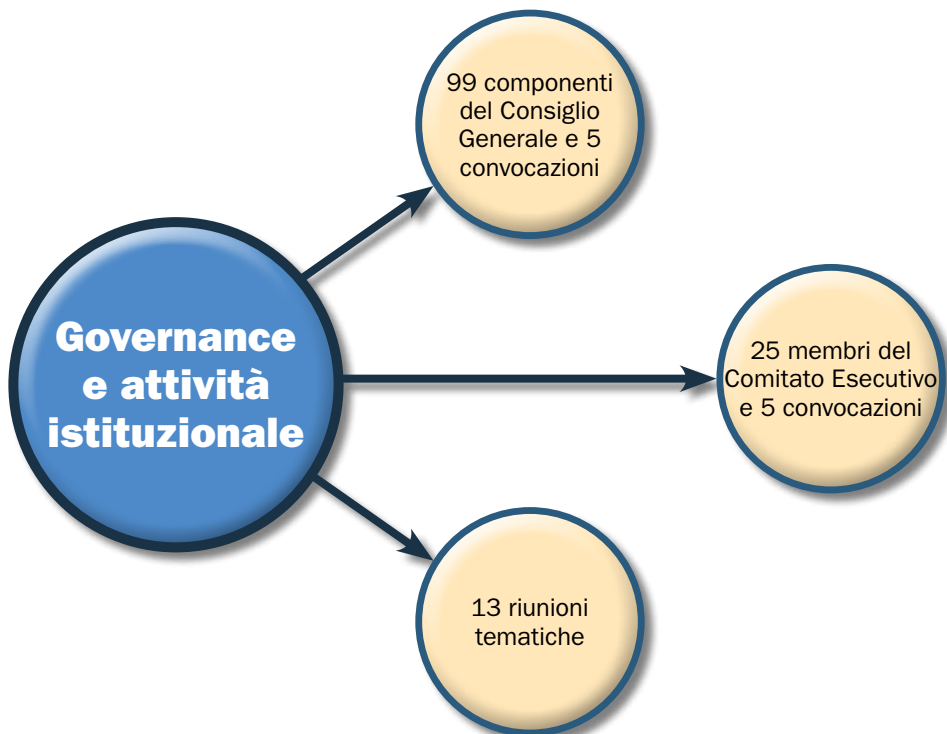 99 componenti
del Consiglio
Generale e 5
convocazioni
Governance
e attività
istituzionale
25 membri del
Comitato Esecutivo
e 5 convocazioni
13 riunioni
tematiche